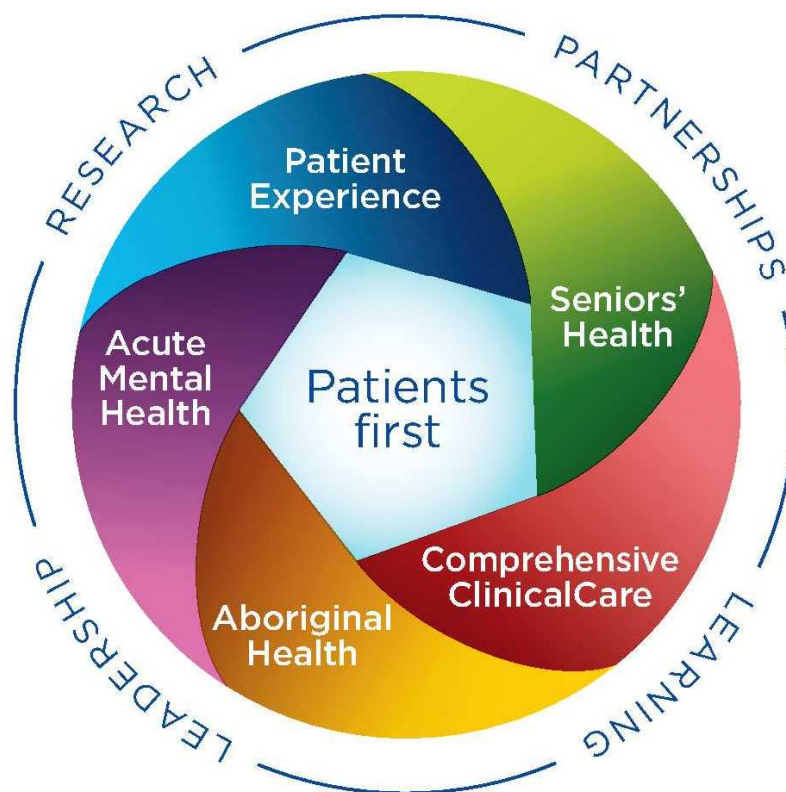 RESEARCH
PARTNERSHIPS
Patient
Experience
Seniors’
Health
Acute
Mental
Health
Patients
first
Comprehensive
ClinicalCare
Aboriginal
Health
LEADERSHIP
LEARNING